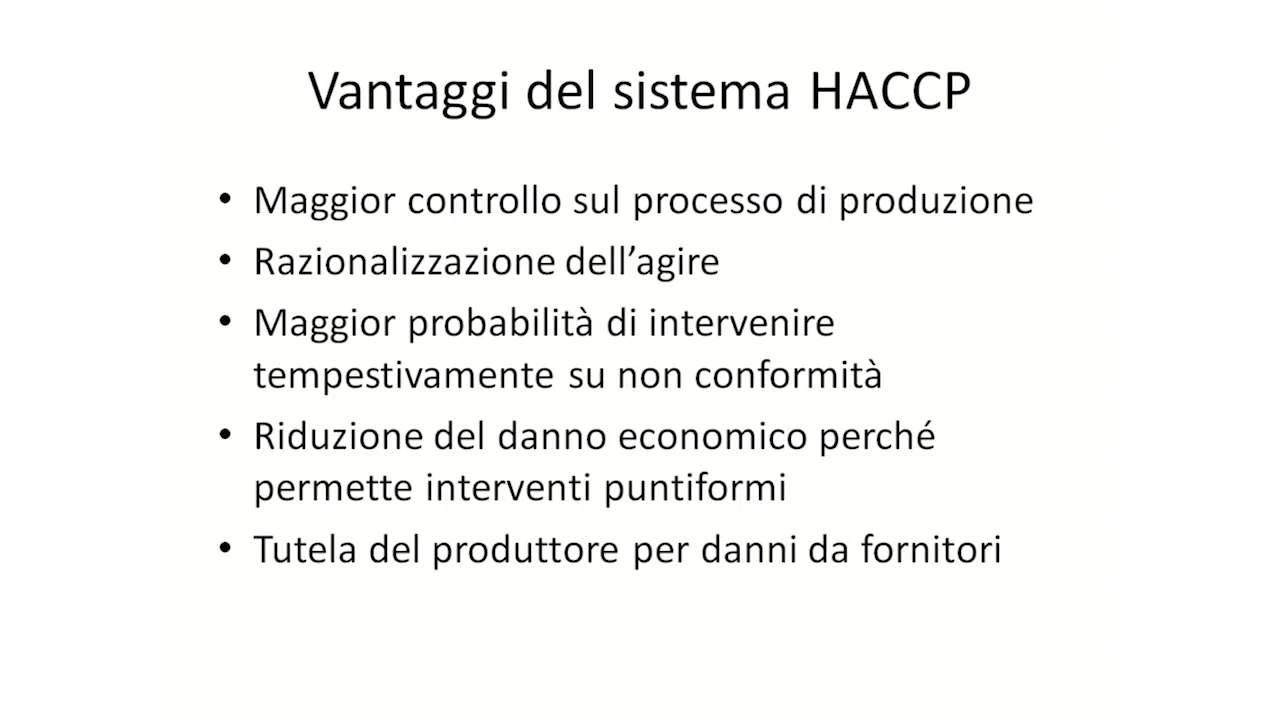 Vantaggi del sistema HACCP
• Maggior controllo sul processo di produzione
• Razionalizzazione dell’agire
• Maggior probabilità di intervenire
tempestivamente su non conformità
• Riduzione del danno economico perché
permette interventi puntiformi
• Tutela del produttore per danni da fornitori